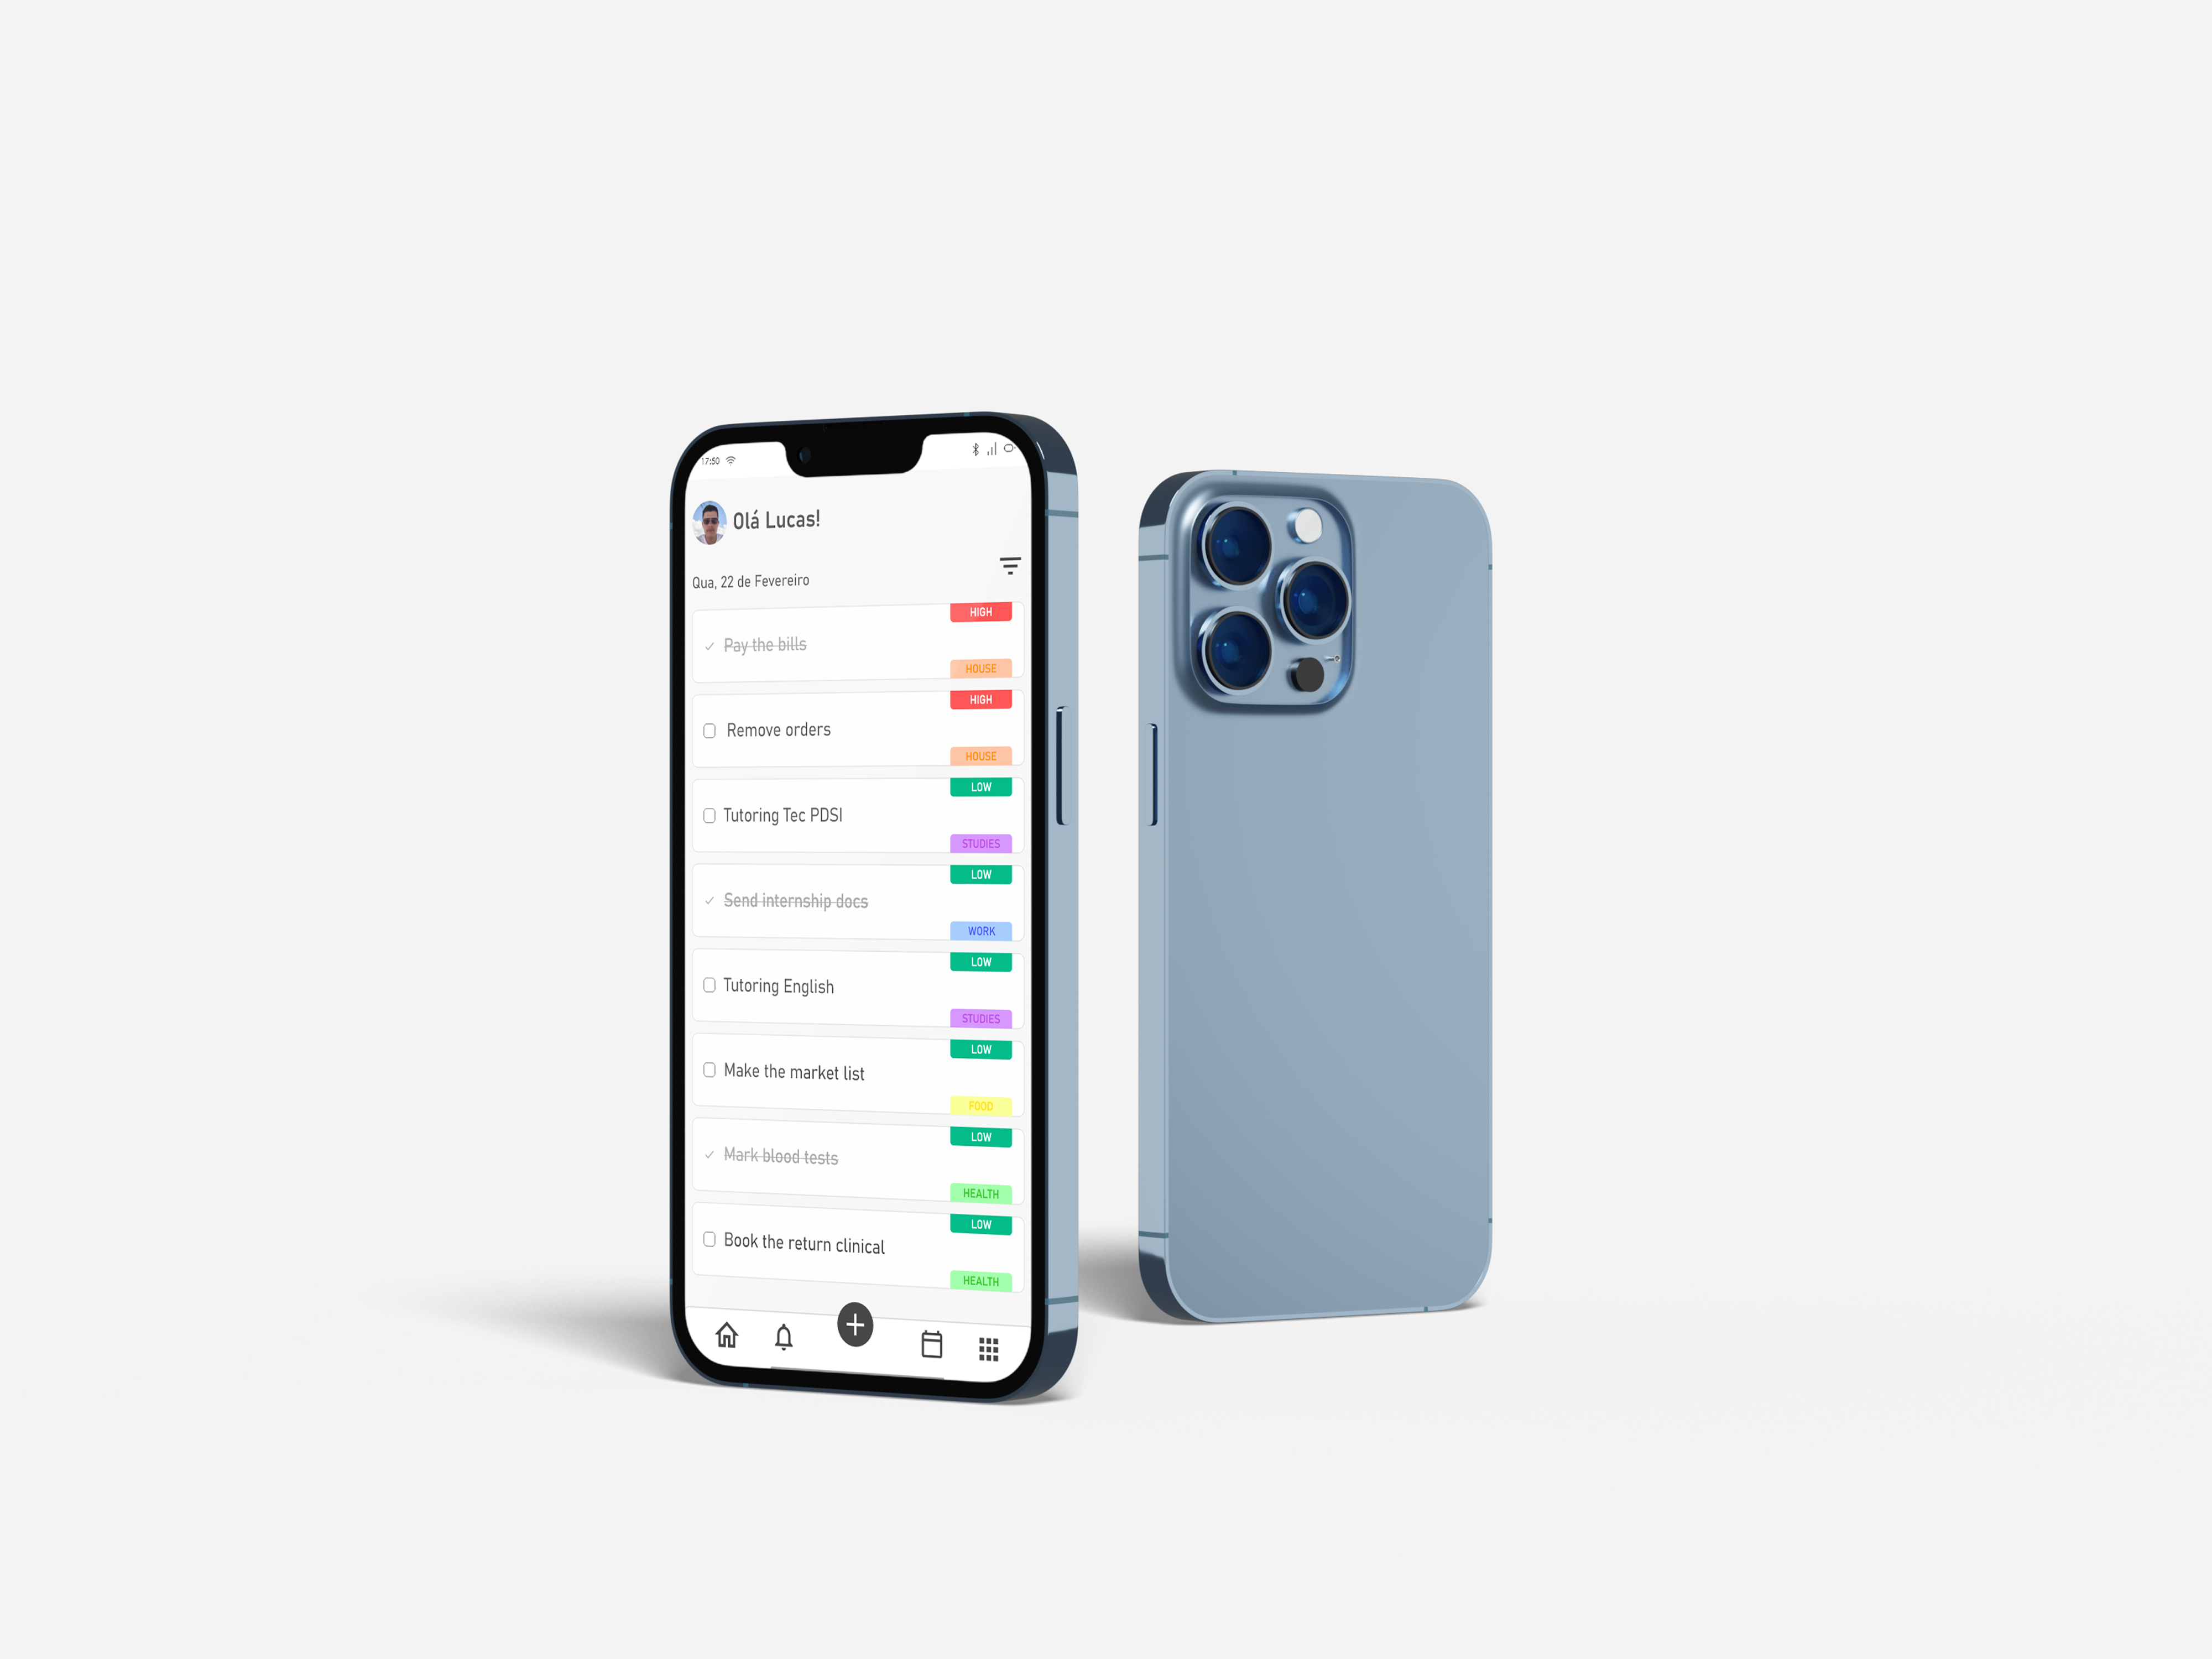 17:50
Olá Lucas!
Qua, 22 de Fevereiro
HIGH
Pay the bills
HOUSE
HIGH
Remove orders
HOUSE
LOW
Tutoring Tec PDSI
STUDIES
LOW
Send internship docs
WORK
LOW
Tutoring English
STUDIES
LOW
Make the market list
FOOD
LOW
Mark blood tests
HEALTH
LOW
Book the return clinical
HEALTH